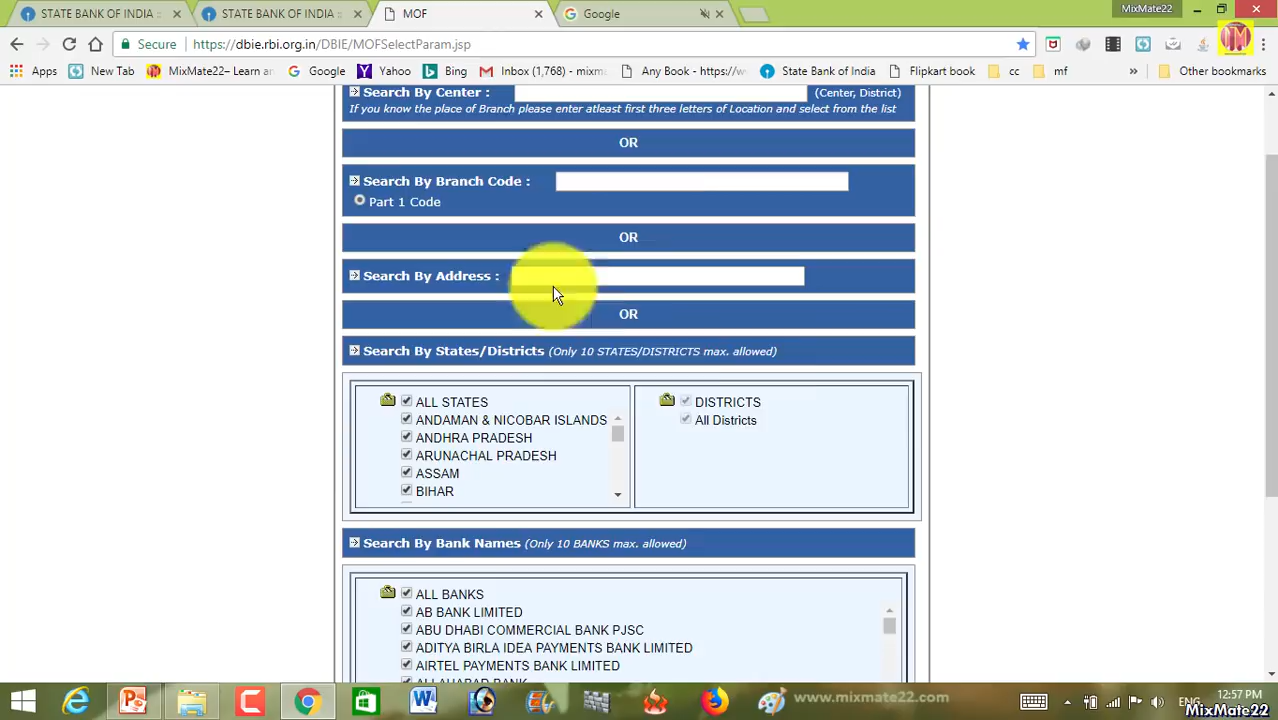 STATE BANK OF INDIA :: STATE BANK OF INDIA :: MOF Google MixMate22
Secure https://dbie.rbi.org.in/DBIE/MOFSelectParam.jsp
Apps New Tab MixMate22– Learn an Google Yahoo Bing Inbox (1,768) - mixm Any Book - https://w State Bank of India Flipkart book cc mf » Other bookmarks
Search By Center : (Center, District)
If you know the place of Branch please enter atleast first three letters of Location and select from the list
OR
Search By Branch Code :
Part 1 Code
OR
Search By Address :
OR
Search By States/Districts (Only 10 STATES/DISTRICTS max. allowed)
ALL STATES
ANDAMAN & NICOBAR ISLANDS
ANDHRA PRADESH
ARUNACHAL PRADESH
ASSAM
BIHAR
DISTRICTS
All Districts
Search By Bank Names (Only 10 BANKS max. allowed)
ALL BANKS
AB BANK LIMITED
ABU DHABI COMMERCIAL BANK PJSC
ADITYA BIRLA IDEA PAYMENTS BANK LIMITED
AIRTEL PAYMENTS BANK LIMITED
ALLAHABAD BANK
www.mixmate22.com
ENG 12:57 PM
MixMate22